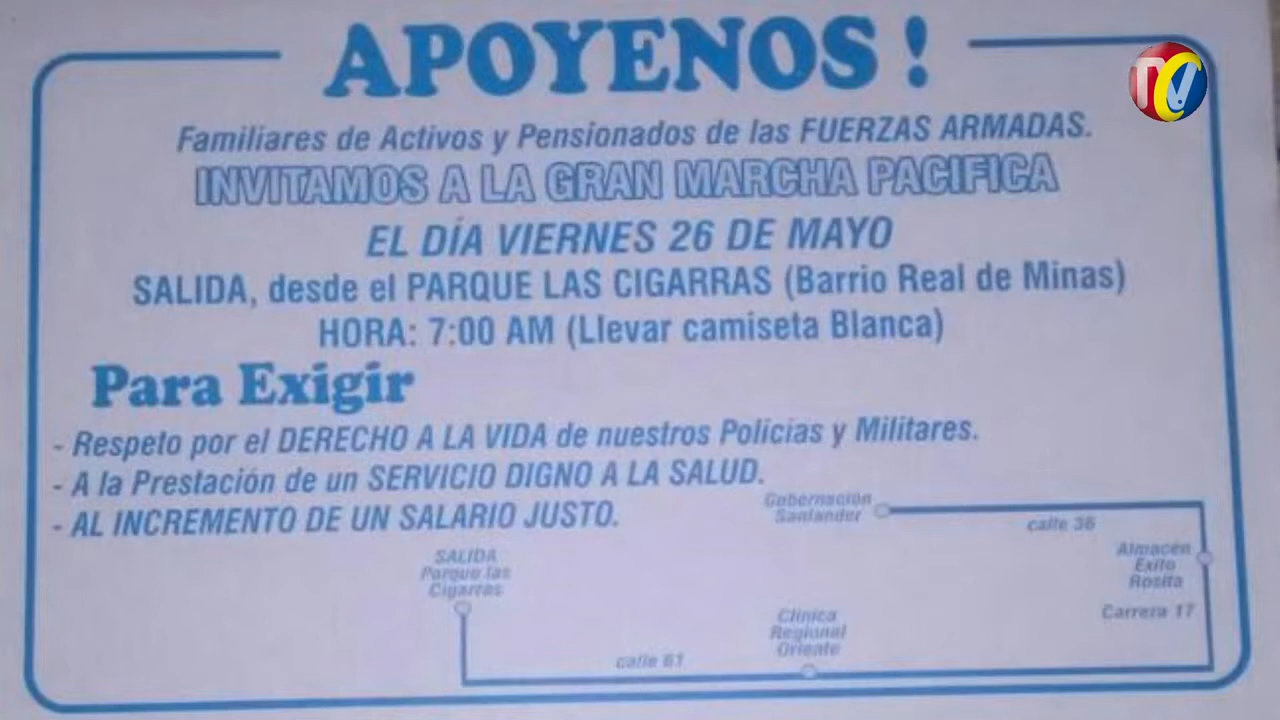 APOYENOS !
TVC!
Familiares de Activos y Pensionados de las FUERZAS ARMADAS.
INVITAMOS A LA GRAN MARCHA PACIFICA
EL DÍA VIERNES 26 DE MAYO
SALIDA, desde el PARQUE LAS CIGARRAS (Barrio Real de Minas)
HORA: 7:00 AM (Llevar camiseta Blanca)
Para Exigir
- Respeto por el DERECHO A LA VIDA de nuestros Policias y Militares.
- A la Prestación de un SERVICIO DIGNO A LA SALUD.
- AL INCREMENTO DE UN SALARIO JUSTO.
Gobernación
Santander
calle 36
Almacén
Exito
Rosita
Carrera 17
SALIDA
Parque las
Cigarras
Clinica
Regional
Oriente
calle 61